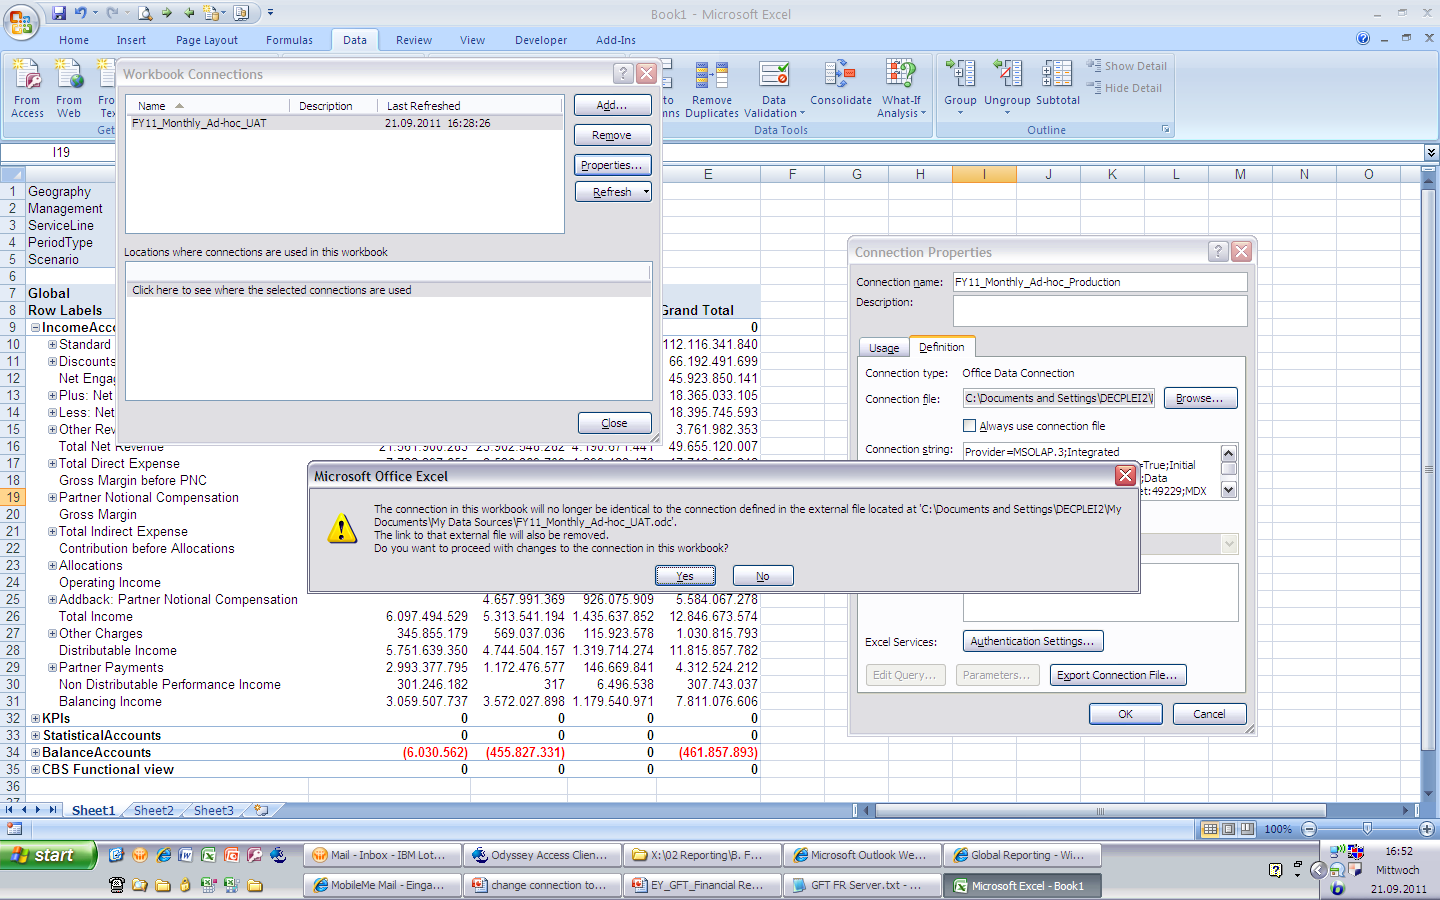 Book1 - Microsoft Excel
Home Insert Page Layout Formulas Data Review View Developer Add-Ins
From Access
From Web
Remove Duplicates
Data Validation
Consolidate
What-If Analysis
Group
Ungroup
Subtotal
Show Detail
Hide Detail
Data Tools
Outline
Workbook Connections
Name Description Last Refreshed
FY11_Monthly_Ad-hoc_UAT 21.09.2011 16:28:26
Add...
Remove
Properties...
Refresh
Locations where connections are used in this workbook
Click here to see where the selected connections are used
Close
I19
E F G H I J K L M N O
1 Geography
2 Management
3 ServiceLine
4 PeriodType
5 Scenario
6
7 Global
8 Row Labels Grand Total
9 IncomeAcco 0
10 Standard 112.116.341.840
11 Discounts 66.192.491.699
12 Net Enga 45.923.850.141
13 Plus: Net 18.365.033.105
14 Less: Net 18.395.745.593
15 Other Rev 3.761.982.353
16 Total Net Revenue 49.655.120.007
17 Total Direct Expense
18 Gross Margin before PNC
19 Partner Notional Compensation
20 Gross Margin
21 Total Indirect Expense
22 Contribution before Allocations
23 Allocations
24 Operating Income
25 Addback: Partner Notional Compensation 4.657.991.369 926.075.909 5.584.067.278
26 Total Income 6.097.494.529 5.313.541.194 1.435.637.852 12.846.673.574
27 Other Charges 345.855.179 569.037.036 115.923.578 1.030.815.793
28 Distributable Income 5.751.639.350 4.744.504.157 1.319.714.274 11.815.857.782
29 Partner Payments 2.993.377.795 1.172.476.577 146.669.841 4.312.524.212
30 Non Distributable Performance Income 301.246.182 317 6.496.538 307.743.037
31 Balancing Income 3.059.507.737 3.572.027.898 1.179.540.971 7.811.076.606
32 KPIs 0 0 0 0
33 StatisticalAccounts 0 0 0 0
34 BalanceAccounts (6.030.562) (455.827.331) 0 (461.857.893)
35 CBS Functional view 0 0 0 0
36
Connection Properties
Connection name: FY11_Monthly_Ad-hoc_Production
Description:
Usage Definition
Connection type: Office Data Connection
Connection file: C:\Documents and Settings\DECPLEI2\ Browse...
Always use connection file
Connection string: Provider=MSOLAP.3;Integrated
=True;Initial
;Data
et:49229;MDX
Excel Services: Authentication Settings...
Edit Query... Parameters... Export Connection File...
OK Cancel
Microsoft Office Excel
The connection in this workbook will no longer be identical to the connection defined in the external file located at 'C:\Documents and Settings\DECPLEI2\My
Documents\My Data Sources\FY11_Monthly_Ad-hoc_UAT.odc'.
The link to that external file will also be removed.
Do you want to proceed with changes to the connection in this workbook?
Yes No
Sheet1 Sheet2 Sheet3
100%
start
Mail - Inbox - IBM Lot...
Odyssey Access Clien...
X:\02 Reporting\B. F...
Microsoft Outlook We...
Global Reporting - Wi...
16:52
MobileMe Mail - Einga...
change connection to...
EY_GFT_Financial Re...
GFT FR Server.txt - ...
Microsoft Excel - Book1
Mittwoch
21.09.2011